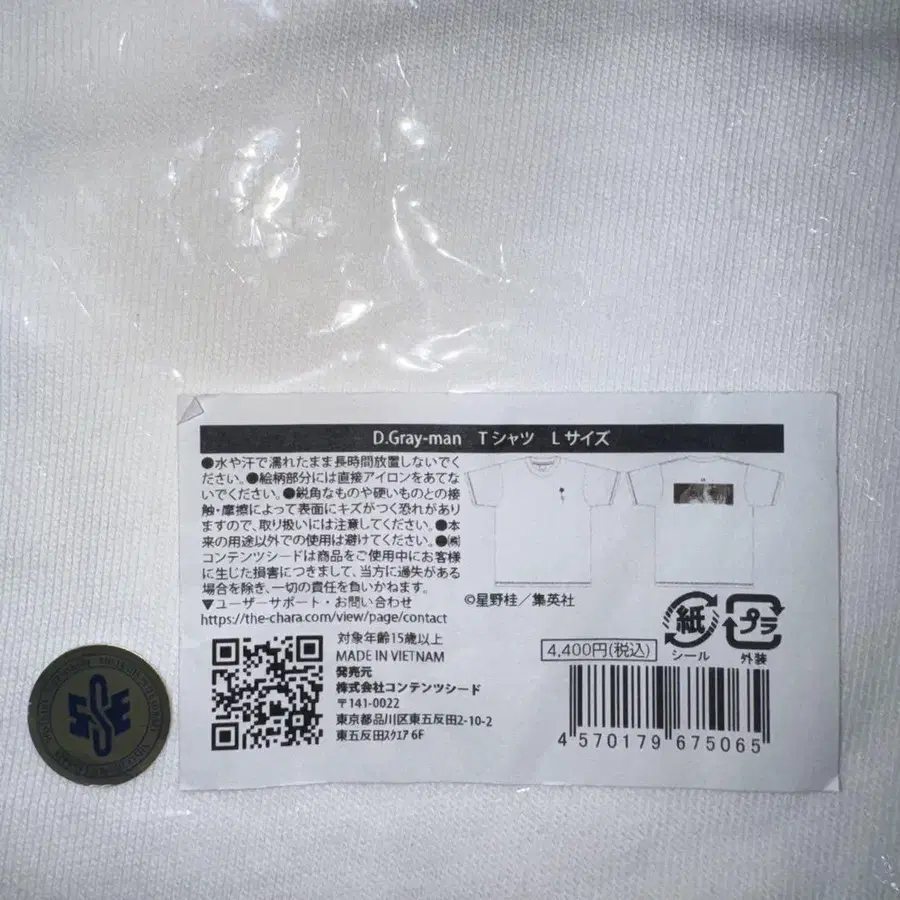 D.Gray-man Tシャツ Lサイズ
●水や汗で濡れたまま長時間放置しないでく
ださい。●絵柄部分には直接アイロンをあてな
いでください。●鋭角なものや硬いものとの接
触・摩擦によって表面にキズがつく恐れがあり
ますので、取り扱いには注意してください。●本
来の用途以外での使用は避けてください。●㈱
コンテンツシードは商品をご使用中にお客様
に生じた損害につきまして、当方に過失がある
場合を除き、一切の責任を負いかねます。
▼ユーザーサポート・お問い合わせ
https://the-chara.com/view/page/contact
©星野桂／集英社
対象年齢15歳以上
MADE IN VIETNAM
発売元
株式会社コンテンツシード
〒141-0022
東京都品川区東五反田2-10-2
東五反田ｽｸｴｱ 6F
紙
シール
プラ
外装
4,400円(税込)
4 570179 675065